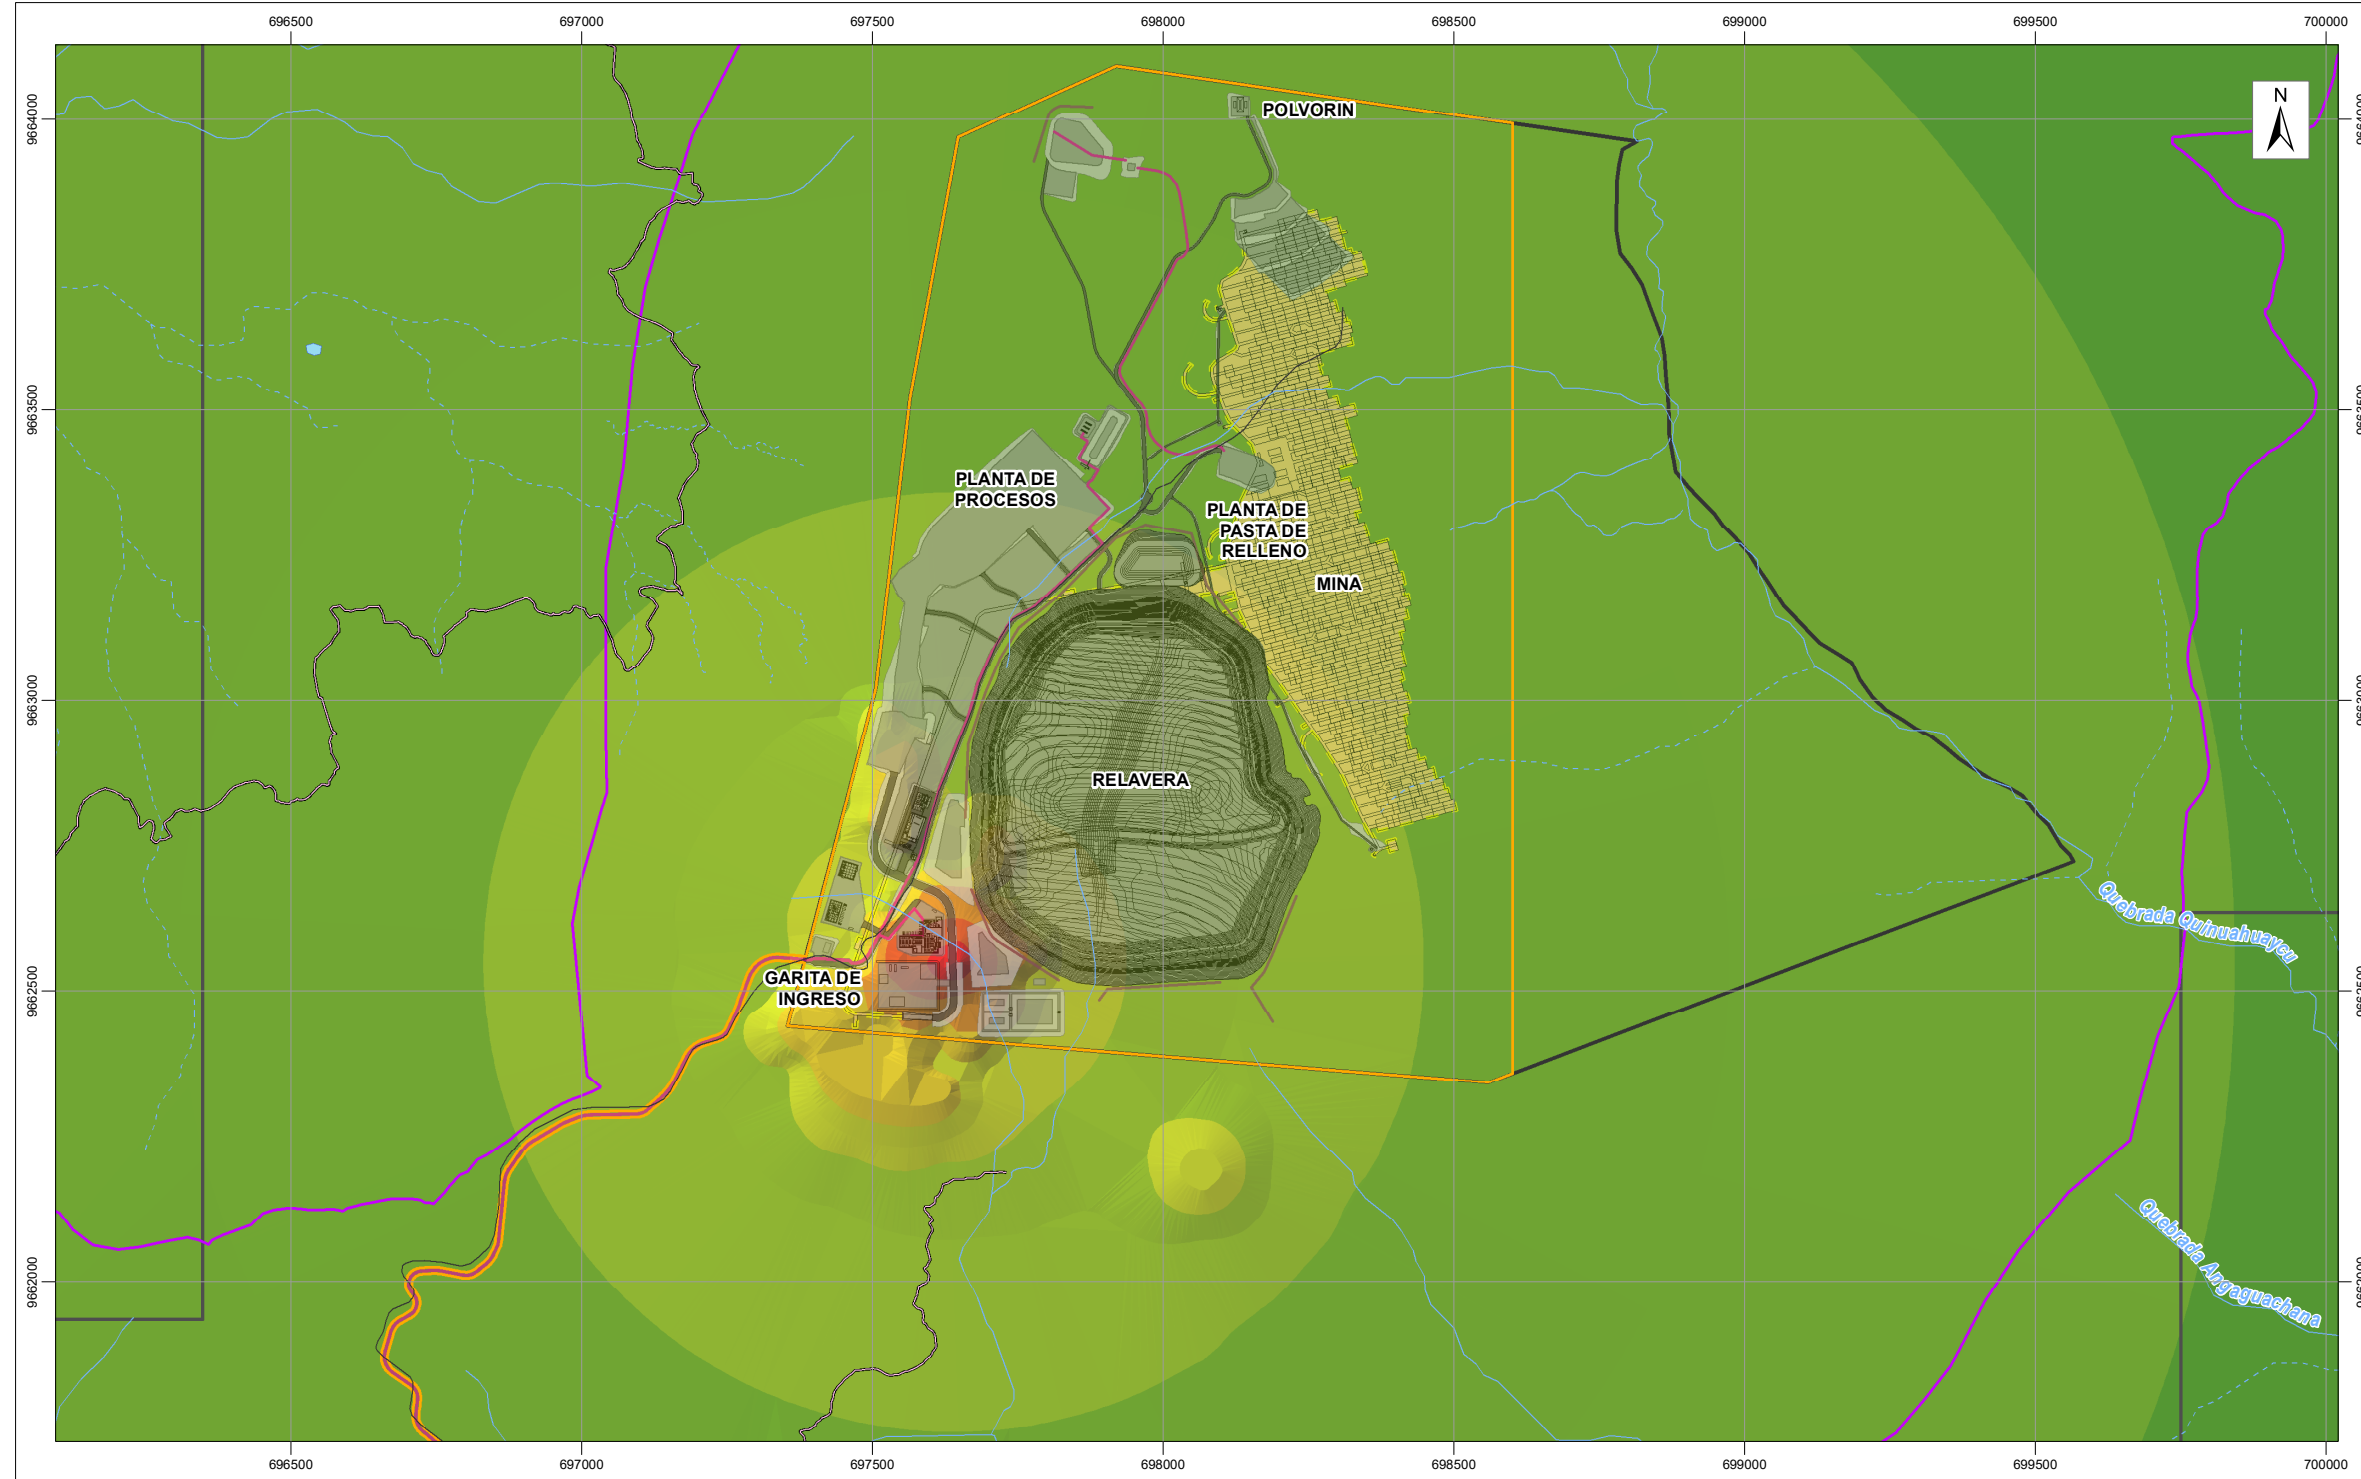 696500 697000 697500 698000 698500 699000 699500 700000
N
9664000
POLVORIN
9663500
PLANTA DE
PROCESOS
PLANTA DE
PASTA DE
RELLENO
MINA
9663000
RELAVERA
Quebrada Quinuahuaycu
GARITA DE
INGRESO
9662500
Quebrada Angaguachana
9662000
696500 697000 697500 698000 698500 699000 699500 700000